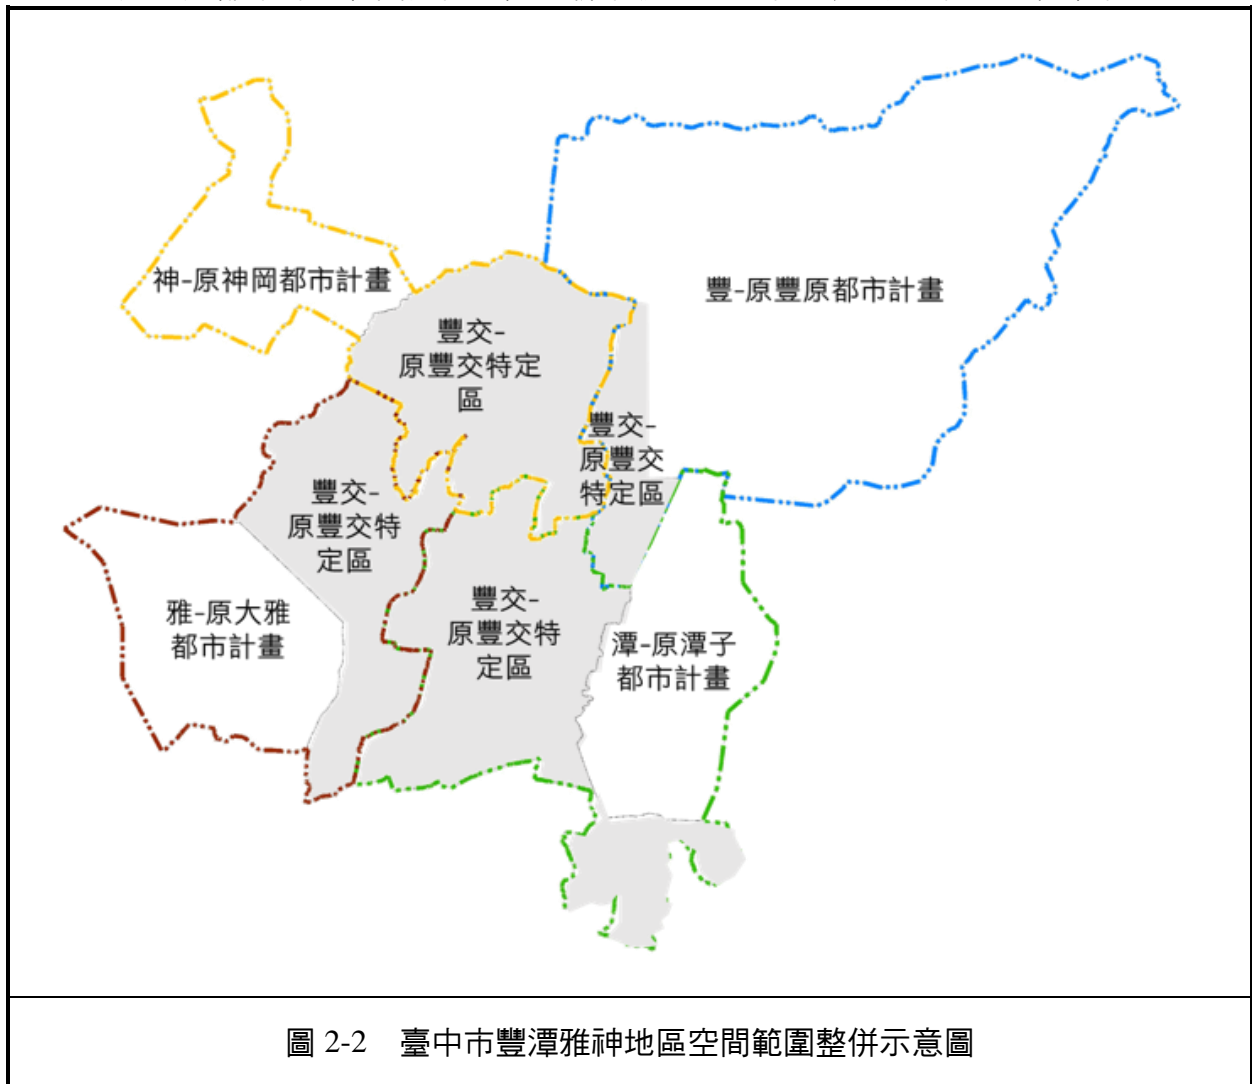 神-原神岡都市計畫
豐-原豐原都市計畫
豐交-
原豐交特定
區
豐交-
原豐交
特定區
豐交-
原豐交特
定區
豐交-
原豐交特
定區
雅-原大雅
都市計畫
潭-原潭子
都市計畫
圖 2-2　臺中市豐潭雅神地區空間範圍整併示意圖